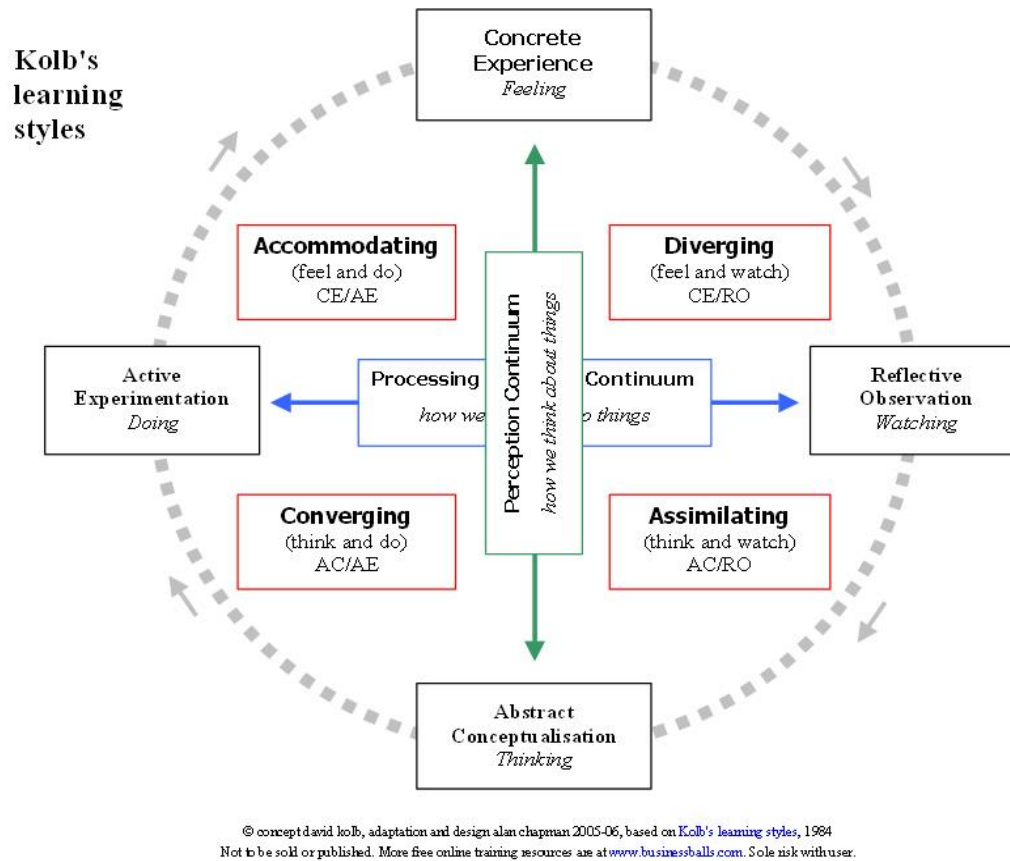 Kolb's
learning
styles
Concrete
Experience
Feeling
Accommodating
(feel and do)
CE/AE
Diverging
(feel and watch)
CE/RO
Active
Experimentation
Doing
Processing Continuum
how we things
Perception Continuum
how we think about things
Reflective
Observation
Watching
Converging
(think and do)
AC/AE
Assimilating
(think and watch)
AC/RO
Abstract
Conceptualisation
Thinking
© concept david kolb, adaptation and design alan chapman 2005-06, based on Kolb's learning styles, 1984
Not to be sold or published. More free online training resources are at www.businessballs.com. Sole risk with user.